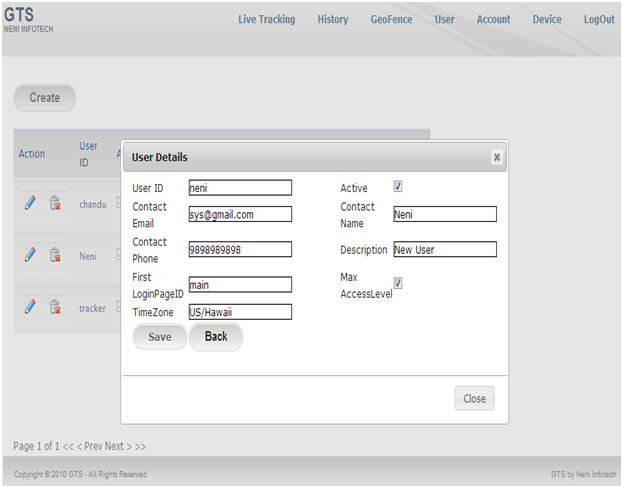 GTS
NENI INFOTECH
Live Tracking History GeoFence User Account Device LogOut
Create
Action User ID A
chandu
Neni
tracker
User Details x
User ID neni Active
Contact Email sys@gmail.com Contact Name Neni
Contact Phone 9898989898 Description New User
First LoginPageID main Max AccessLevel
TimeZone US/Hawaii
Save Back
Close
Page 1 of 1 << < Prev Next > >>
Copyright © 2010 GTS - All Rights Reserved GTS by Neni Infotech